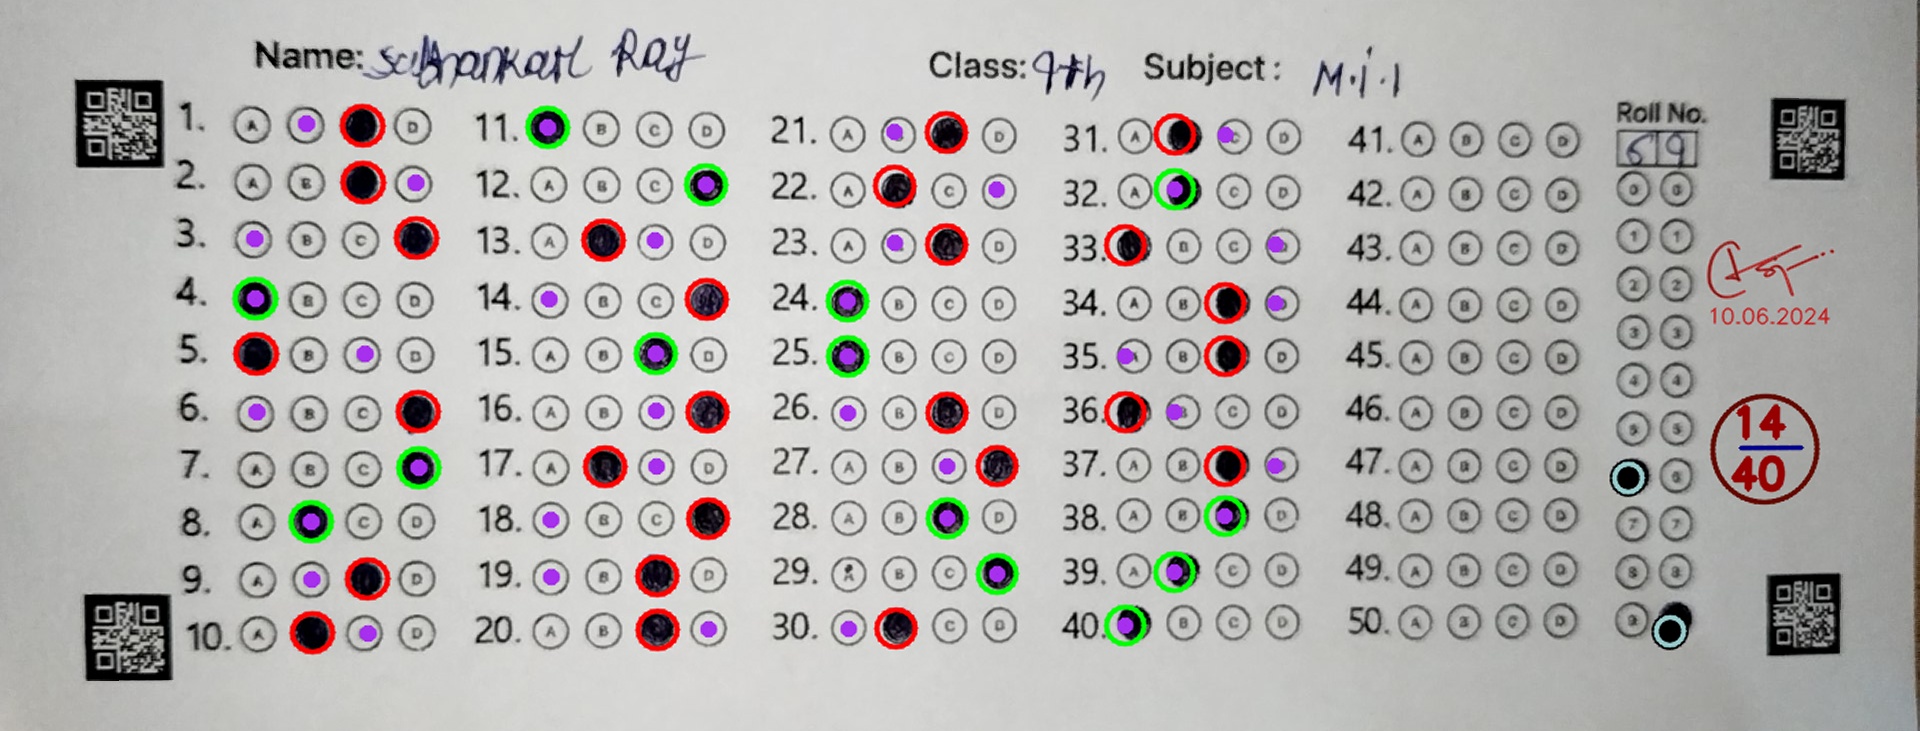 Name: Subhankar Ray Class: 9th Subject: M.i.l
Roll No.
69
1. A D 11. B C D 21. A D 31. A C D 41. A B C D
2. A B 12. A B C 22. A C 32. A C D 42. A B C D
3. B C 13. A D 23. A D 33. B C 43. A B C D
4. B C D 14. B C 24. B C D 34. A B 44. A B C D
5. B D 15. A B D 25. B C D 35. B D 45. A B C D
6. B C 16. A B 26. B D 36. B C D 46. A B C D
7. A B C 17. A D 27. A B 37. A B 47. A B C D
8. A C D 18. B C 28. A B D 38. A B D 48. A B C D
9. A D 19. B D 29. A B C 39. A C D 49. A B C D
10. A D 20. A B 30. C D 40. B C D 50. A B C D
0 0
1 1
2 2
3 3
4 4
5 5
6
7 7
8 8
9
10.06.2024
14
40